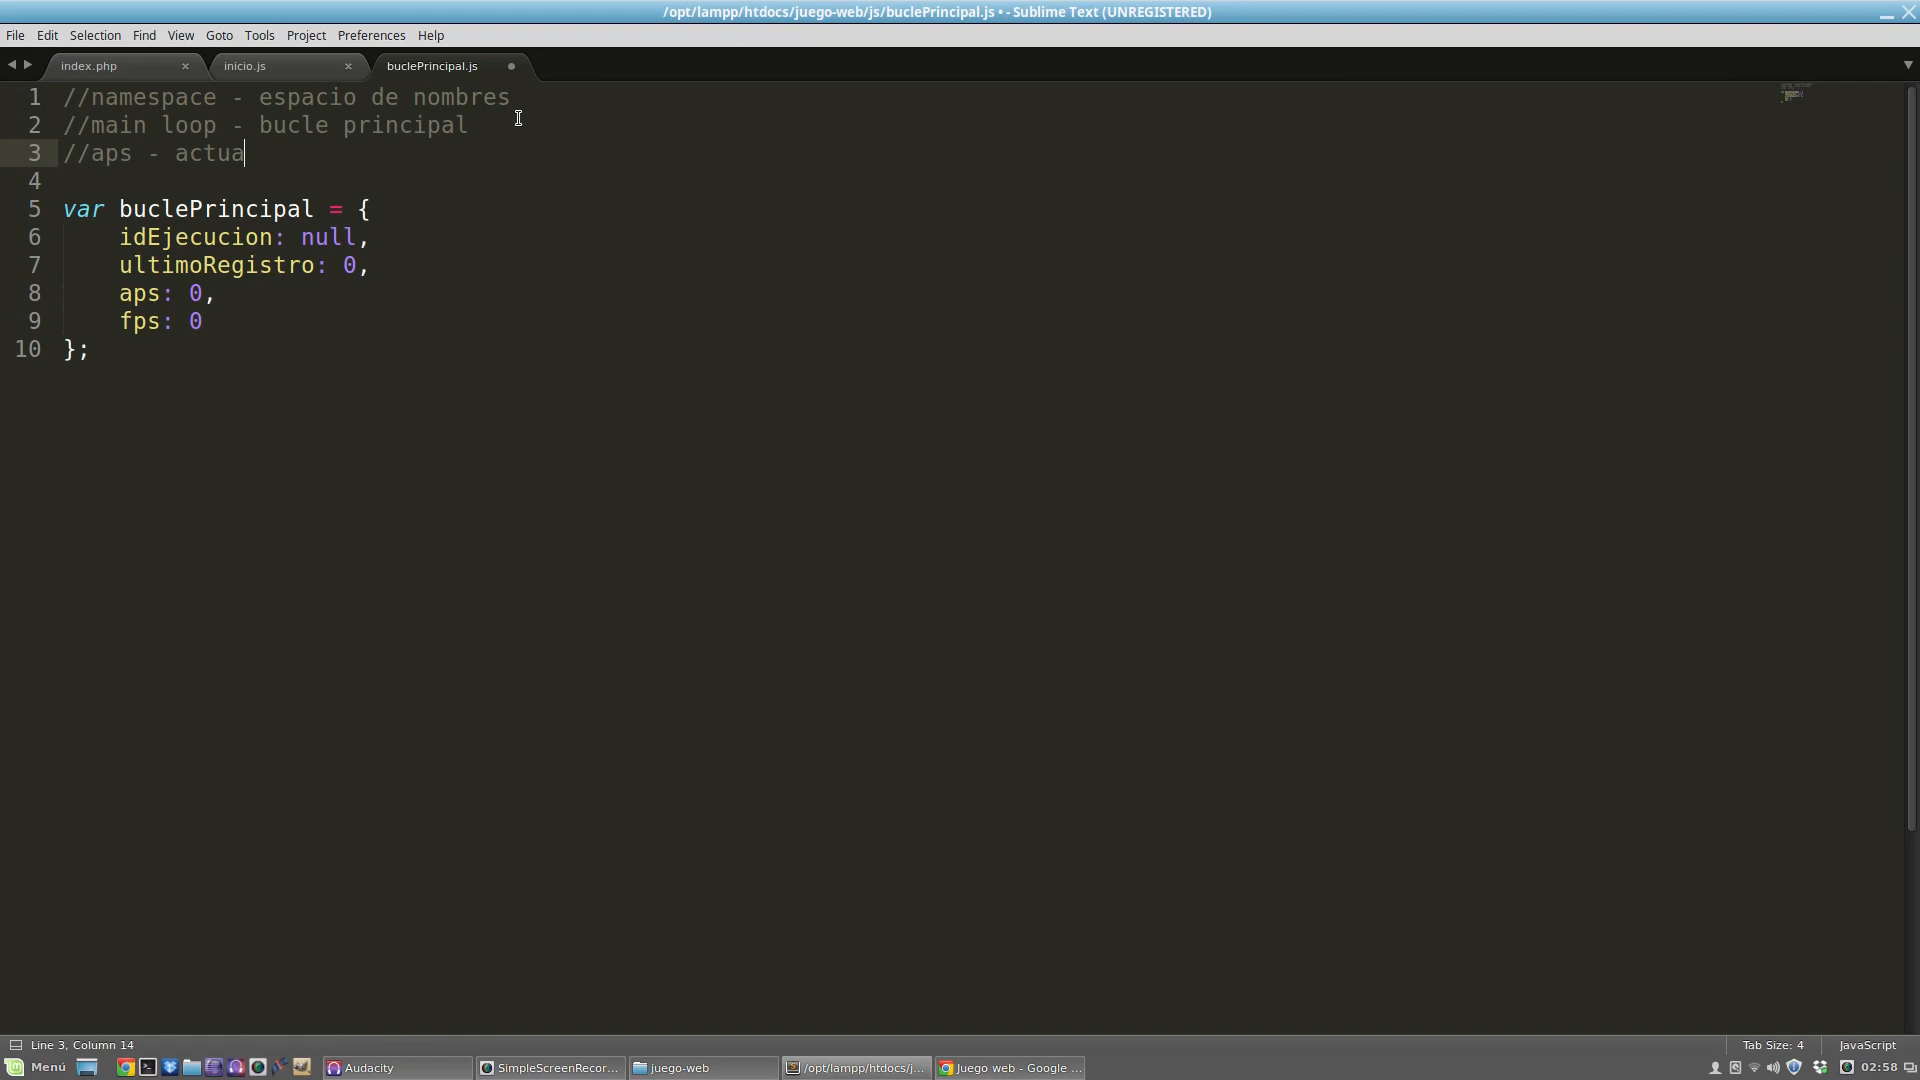 /opt/lampp/htdocs/juego-web/js/buclePrincipal.js • - Sublime Text (UNREGISTERED)
File Edit Selection Find View Goto Tools Project Preferences Help
index.php inicio.js buclePrincipal.js
1 //namespace - espacio de nombres
2 //main loop - bucle principal
3 //aps - actua
4
5 var buclePrincipal = {
6 idEjecucion: null,
7 ultimoRegistro: 0,
8 aps: 0,
9 fps: 0
10 };
Line 3, Column 14 Tab Size: 4 JavaScript
Menú Audacity SimpleScreenRecor... juego-web /opt/lampp/htdocs/j... Juego web - Google ... 02:58